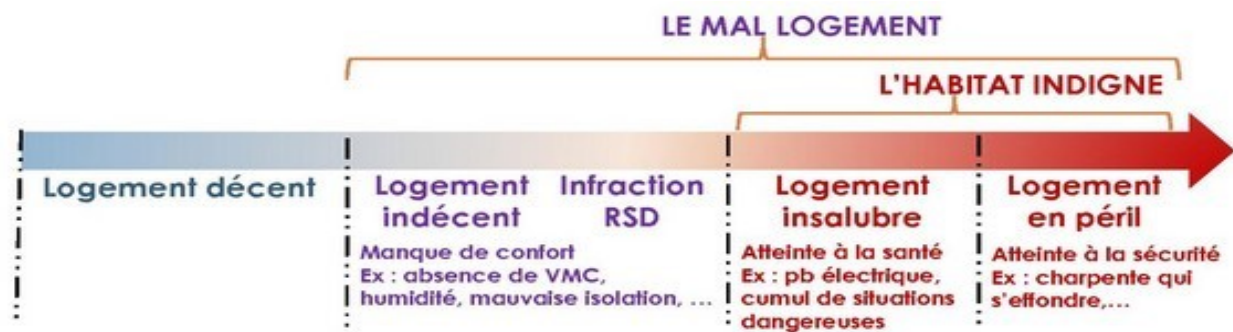 LE MAL LOGEMENT
L'HABITAT INDIGNE
Logement décent
Logement
indécent
Infraction
RSD
Manque de confort
Ex : absence de VMC,
humidité, mauvaise isolation, ...
Logement
insalubre
Atteinte à la santé
Ex : pb électrique,
cumul de situations
dangereuses
Logement
en péril
Atteinte à la sécurité
Ex : charpente qui
s'effondre,...